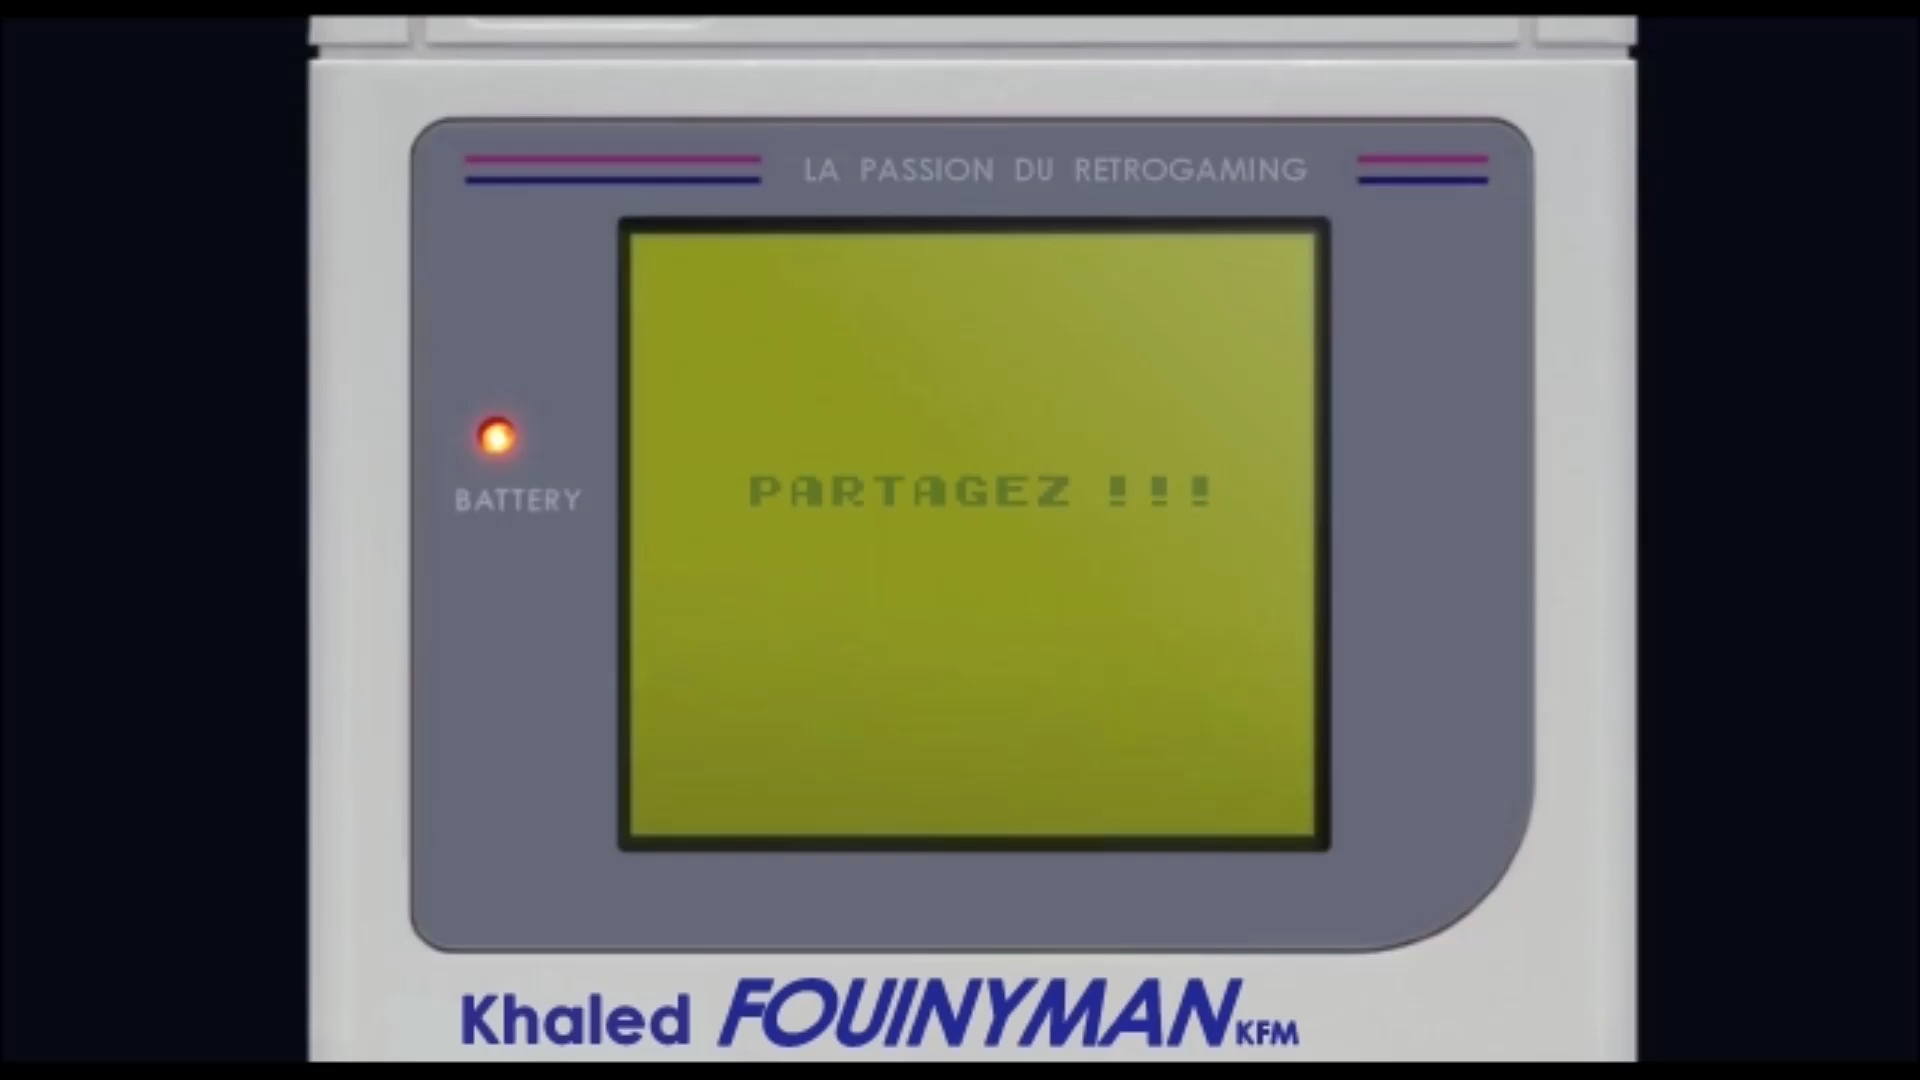 LA PASSION DU RETROGAMING
PARTAGEZ !!!
BATTERY
Khaled FOUINYMAN KFM